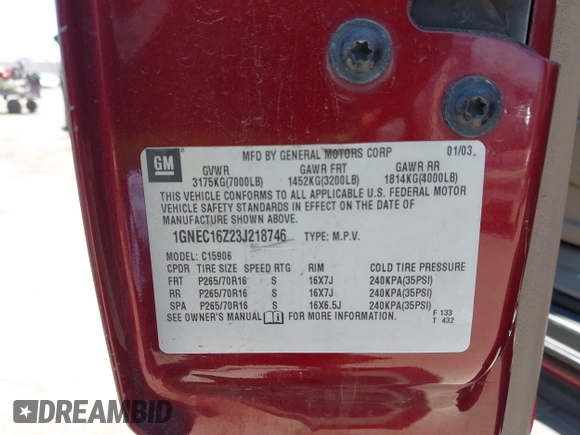 MFD BY GENERAL MOTORS CORP 01/03
GM
GVWR GAWR FRT GAWR RR
3175KG(7000LB) 1452KG(3200LB) 1814KG(4000LB)
THIS VEHICLE CONFORMS TO ALL APPLICABLE U.S. FEDERAL MOTOR
VEHICLE SAFETY STANDARDS IN EFFECT ON THE DATE OF
MANUFACTURE SHOWN ABOVE.
1GNEC16Z23J218746 TYPE: M.P.V.
MODEL: C15906
CPDR TIRE SIZE SPEED RTG RIM COLD TIRE PRESSURE
FRT P265/70R16 S 16X7J 240KPA(35PSI)
RR P265/70R16 S 16X7J 240KPA(35PSI)
SPA P265/70R16 S 16X6.5J 240KPA(35PSI)
SEE OWNER'S MANUAL FOR MORE INFORMATION.
F 133
T 432
DREAMBID